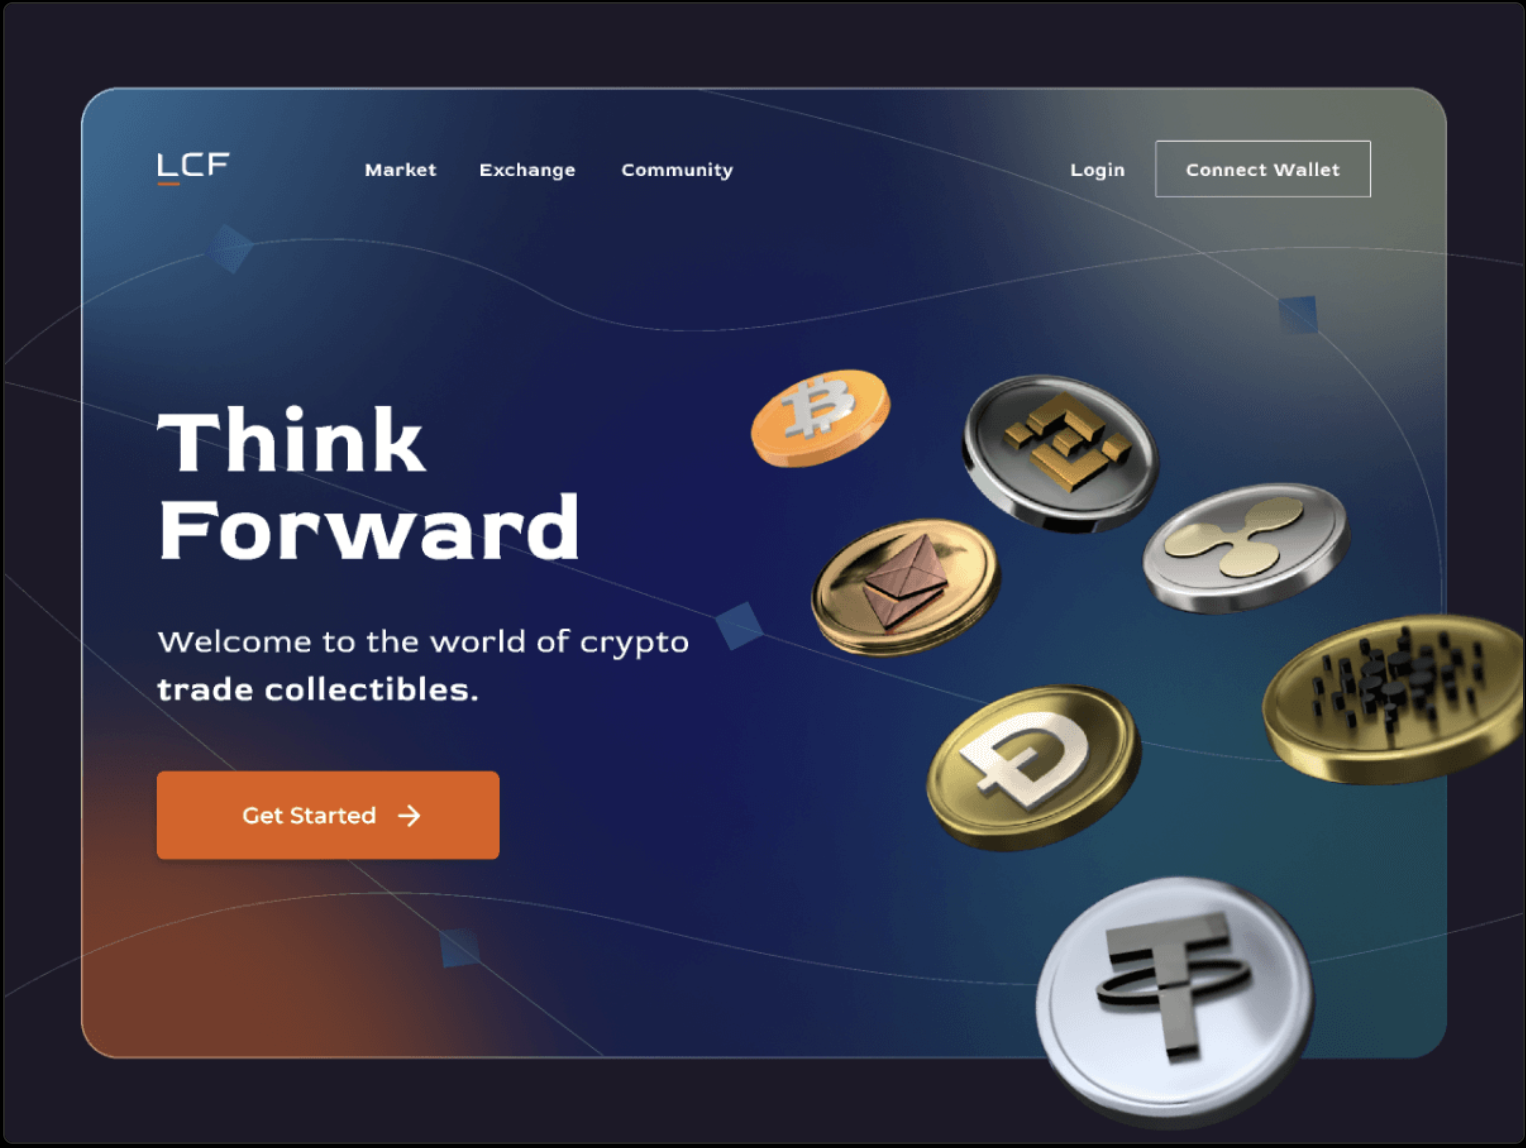 LCF
Market Exchange Community Login Connect Wallet
Think
Forward
Welcome to the world of crypto
trade collectibles.
Get Started